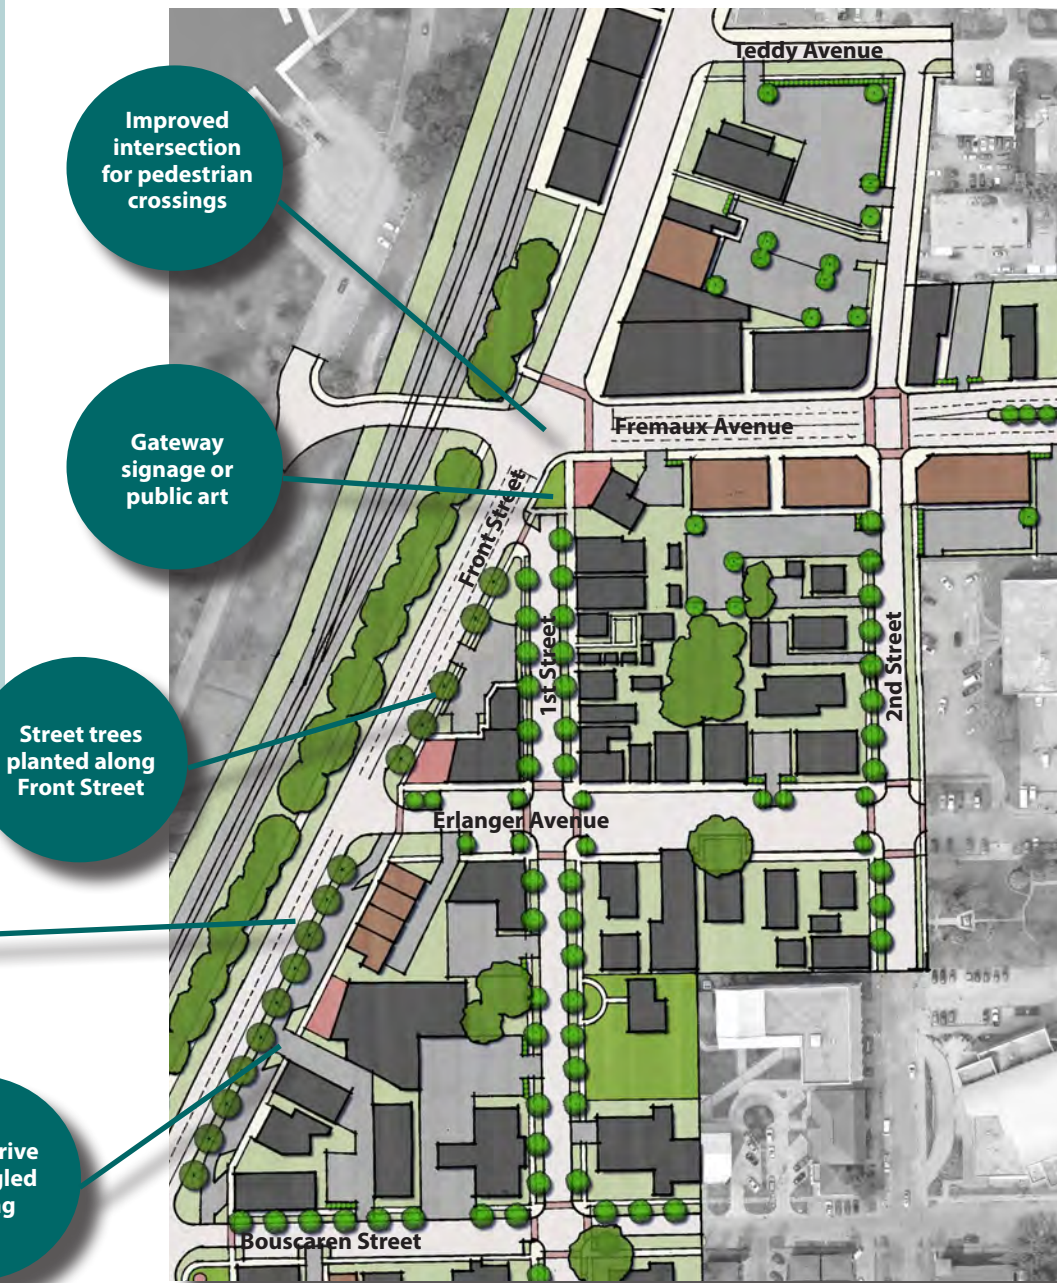 Teddy Avenue
Improved
intersection
for pedestrian
crossings
Fremaux Avenue
Gateway
signage or
public art
Front Street
1st Street
2nd Street
Street trees
planted along
Front Street
Erlanger Avenue
Bouscaren Street